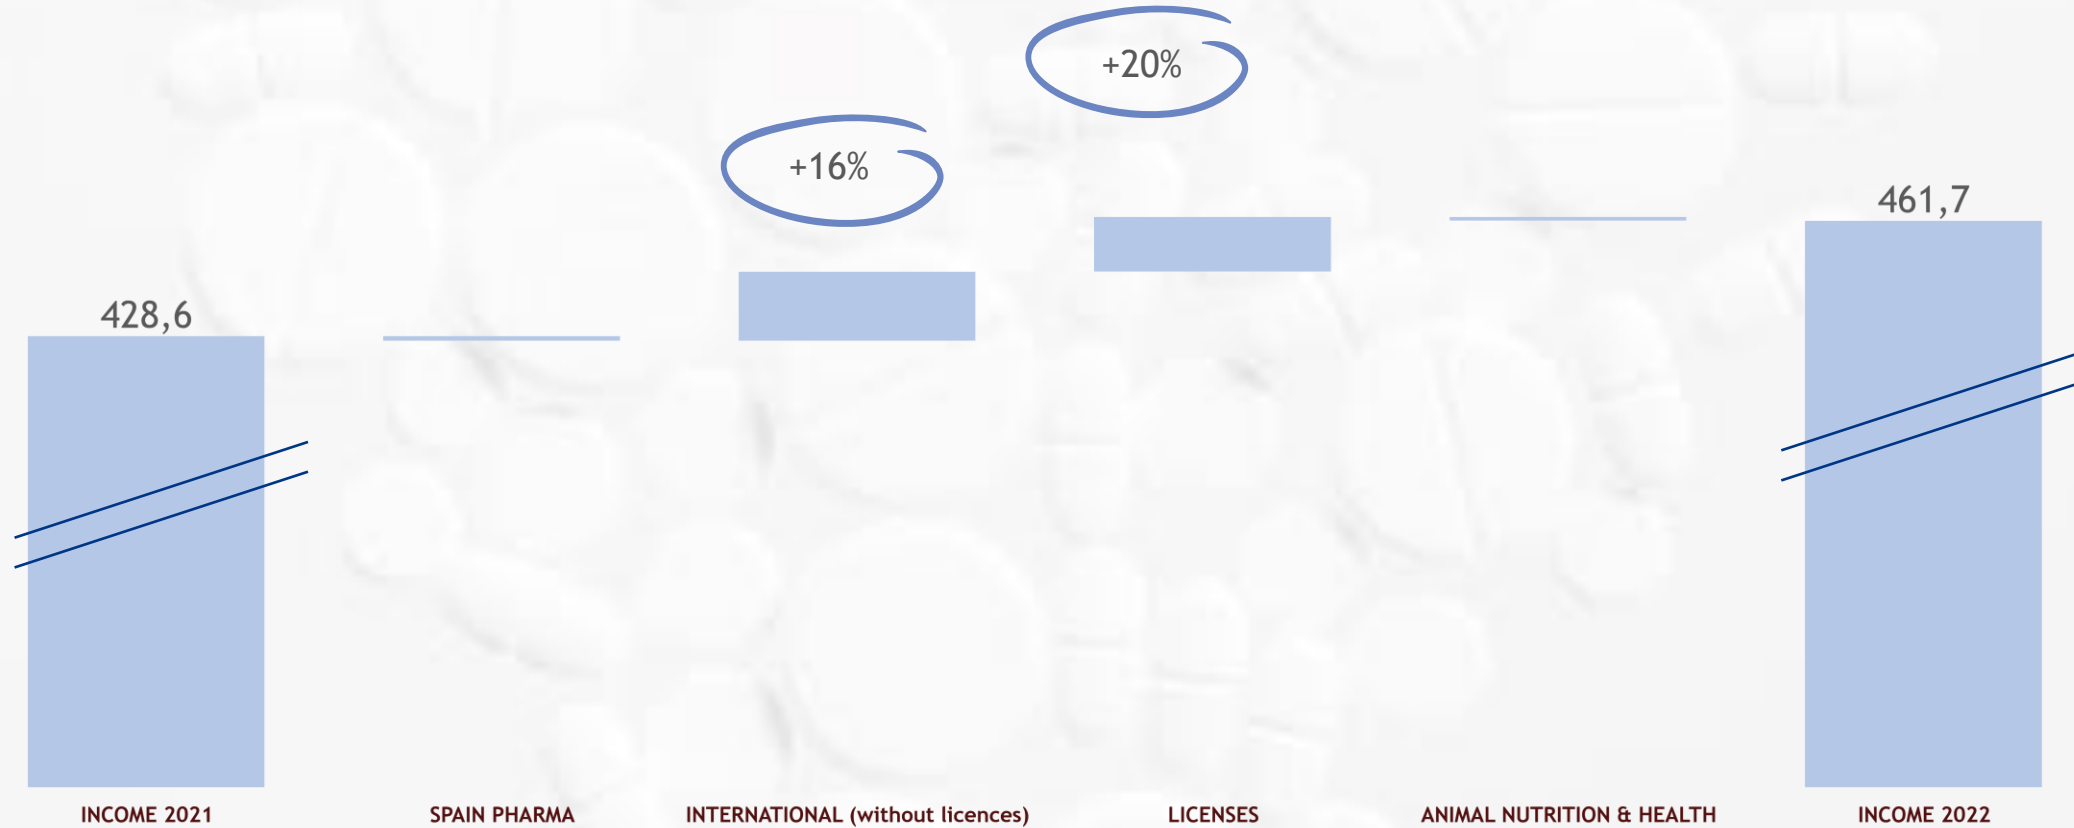 +20%
+16%
461,7
428,6
INCOME 2021
SPAIN PHARMA
INTERNATIONAL (without licences)
LICENSES
ANIMAL NUTRITION & HEALTH
INCOME 2022